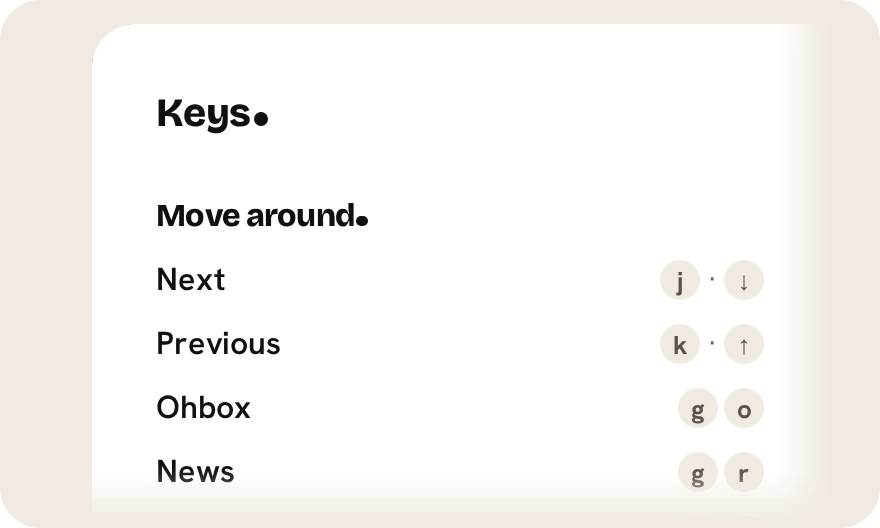 Keys.
Move around.
Next j · ↓
Previous k · ↑
Ohbox g o
News g r